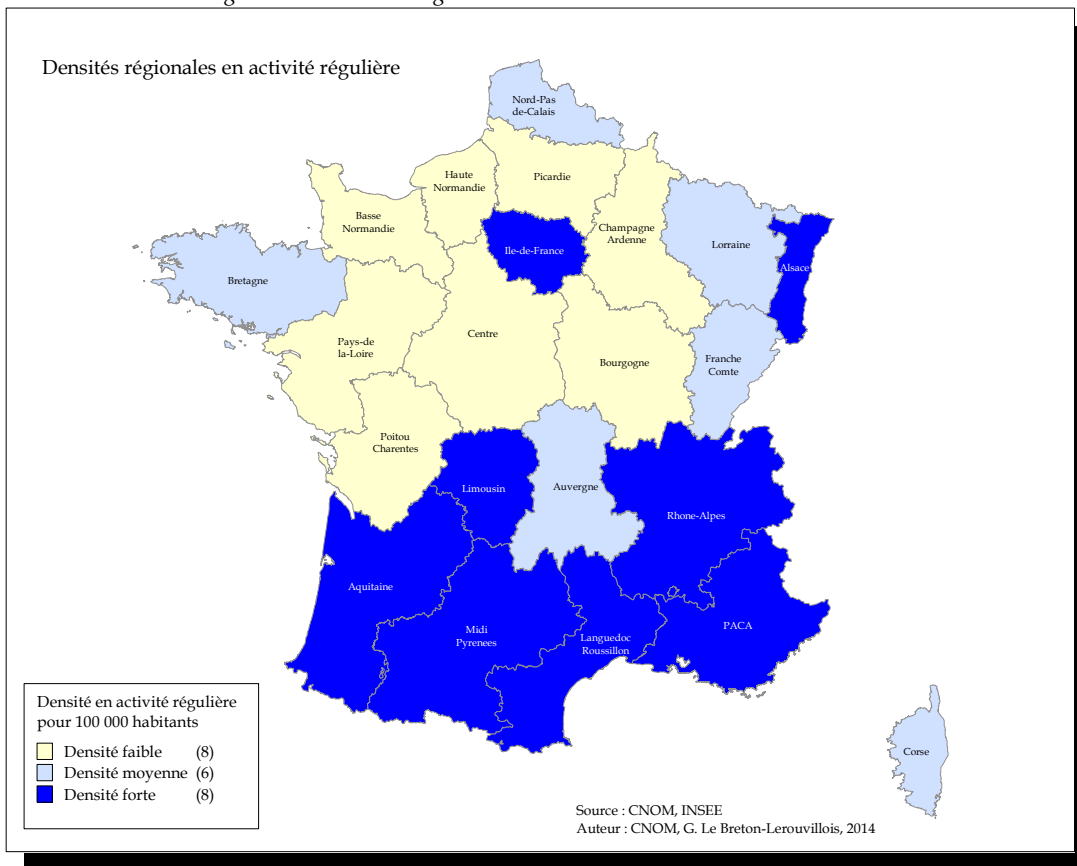 Densités régionales en activité régulière
Nord-Pas
de-Calais
Haute
Normandie
Picardie
Basse
Normandie
Champagne
Ardenne
Ile-de-France
Lorraine
Alsace
Bretagne
Pays-de
la-Loire
Centre
Bourgogne
Franche
Comte
Poitou
Charentes
Limousin
Auvergne
Rhone-Alpes
Aquitaine
Midi
Pyrenees
Languedoc
Roussillon
PACA
Corse
Densité en activité régulière
pour 100 000 habitants
Densité faible (8)
Densité moyenne (6)
Densité forte (8)
Source : CNOM, INSEE
Auteur : CNOM, G. Le Breton-Lerouvillois, 2014